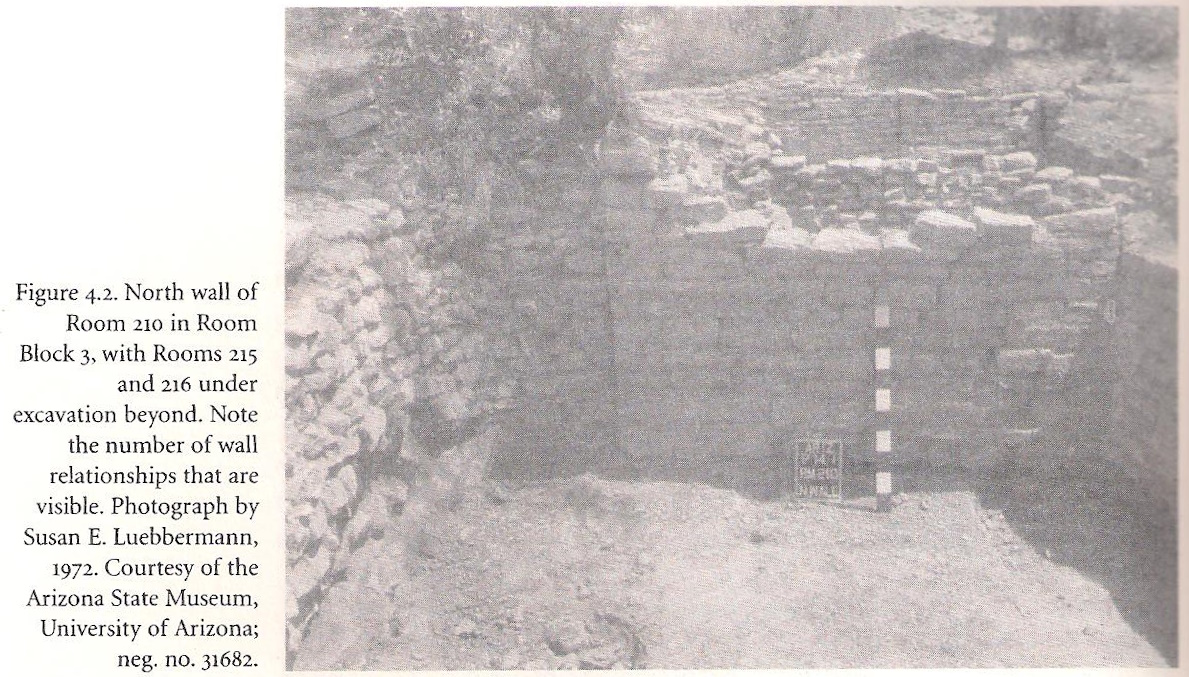 Figure 4.2. North wall of
Room 210 in Room
Block 3, with Rooms 215
and 216 under
excavation beyond. Note
the number of wall
relationships that are
visible. Photograph by
Susan E. Luebbermann,
1972. Courtesy of the
Arizona State Museum,
University of Arizona;
neg. no. 31682.
N WALL